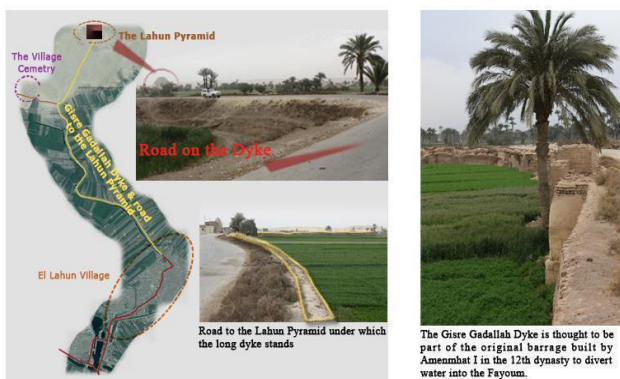 The Lahun Pyramid
The Village
Cemetry
Gisre Gadallah Dyke & road
to the Lahun Pyramid
Road on the Dyke
El Lahun Village
Road to the Lahun Pyramid under which
the long dyke stands
The Gisre Gadallah Dyke is thought to be
part of the original barrage built by
Amenmhat I in the 12th dynasty to divert
water into the Fayoum.